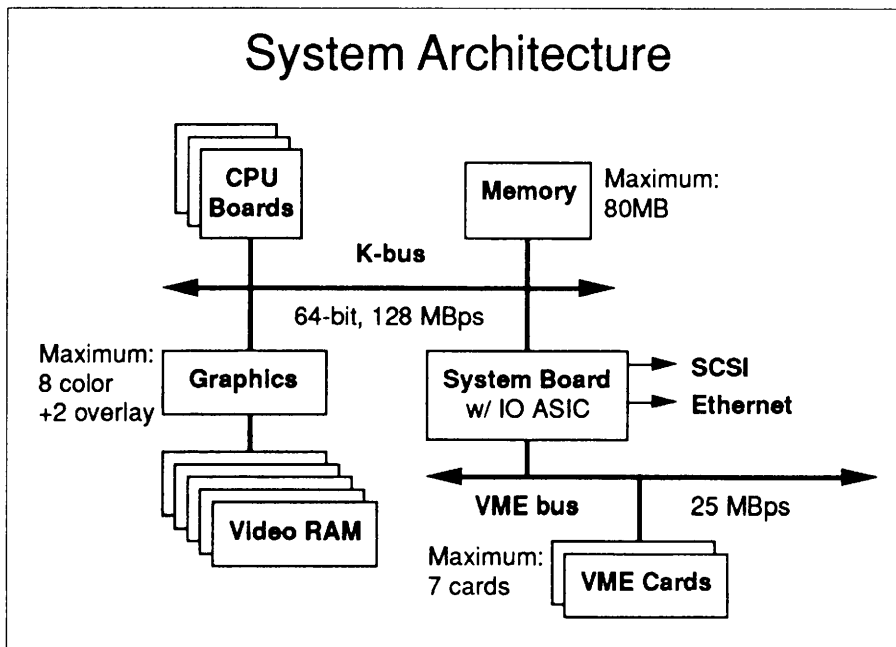 System Architecture
CPU
Boards
Memory
Maximum:
80MB
K-bus
64-bit, 128 MBps
Maximum:
8 color
+2 overlay
Graphics
System Board
w/ IO ASIC
SCSI
Ethernet
Video RAM
VME bus
25 MBps
Maximum:
7 cards
VME Cards